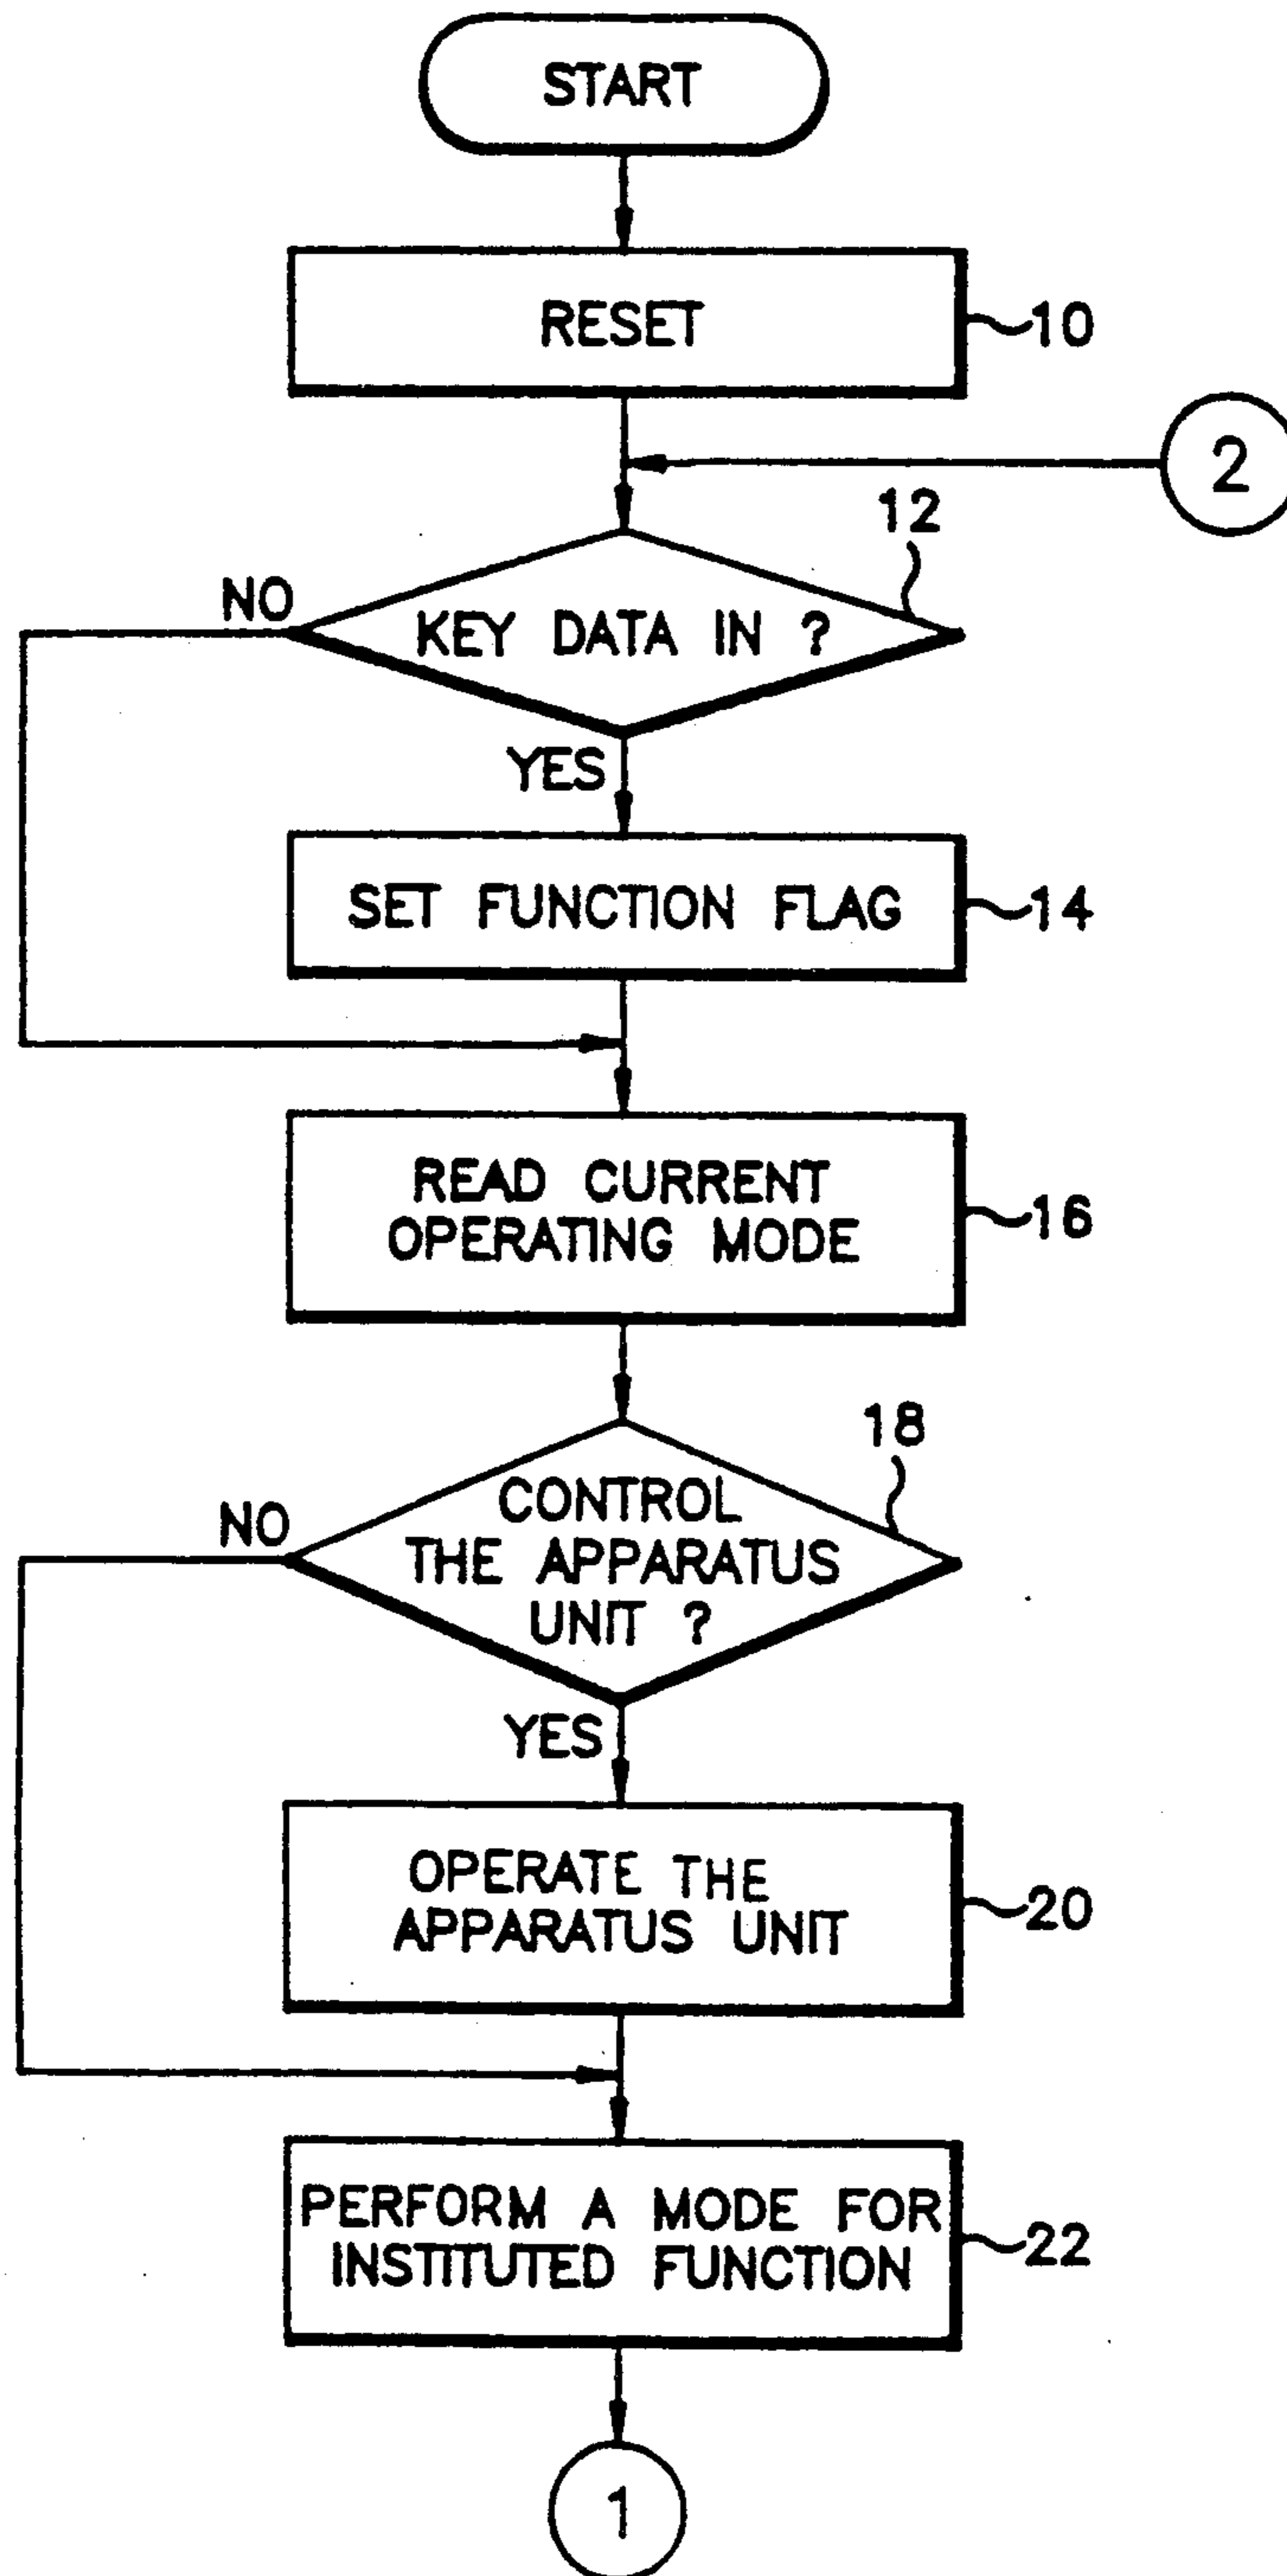 START
RESET
10
2
12
NO
KEY DATA IN ?
YES
SET FUNCTION FLAG
14
READ CURRENT
OPERATING MODE
16
18
NO
CONTROL
THE APPARATUS
UNIT ?
YES
OPERATE THE
APPARATUS UNIT
20
PERFORM A MODE FOR
INSTITUTED FUNCTION
22
1